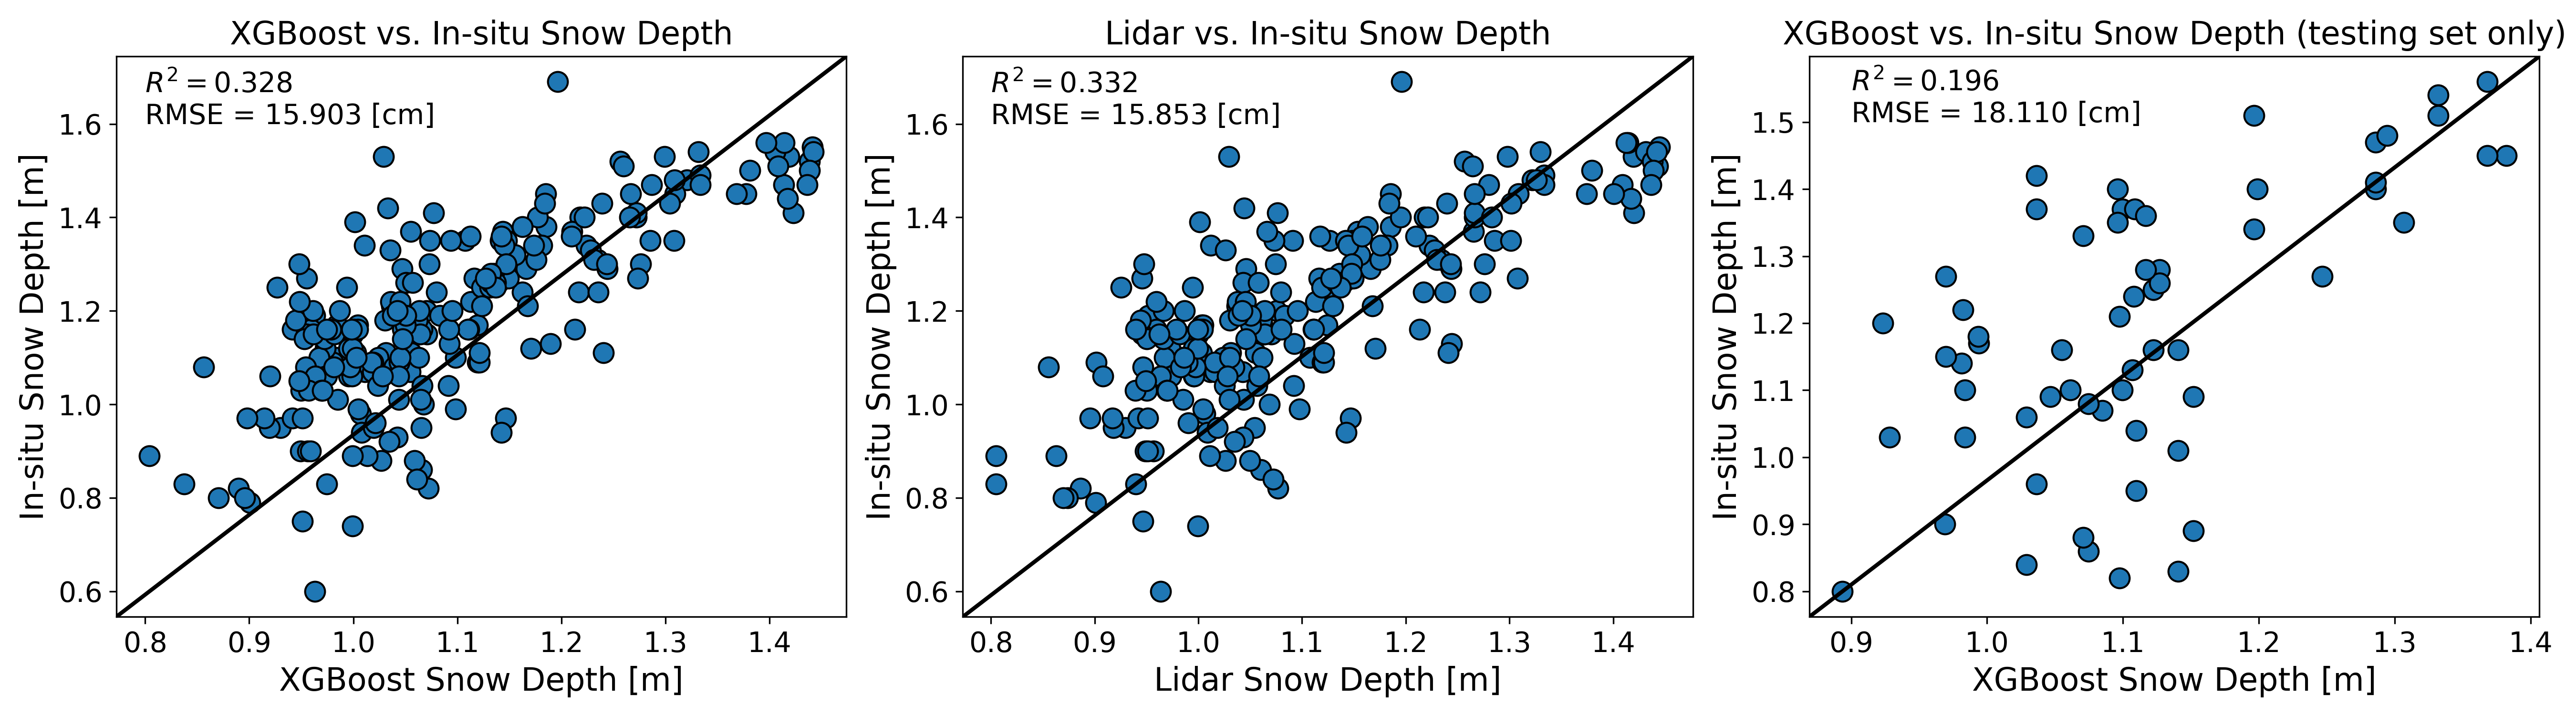 XGBoost vs. In-situ Snow Depth
R² = 0.328
RMSE = 15.903 [cm]
In-situ Snow Depth [m]
1.6
1.4
1.2
1.0
0.8
0.6
0.8 0.9 1.0 1.1 1.2 1.3 1.4
XGBoost Snow Depth [m]
Lidar vs. In-situ Snow Depth
R² = 0.332
RMSE = 15.853 [cm]
In-situ Snow Depth [m]
1.6
1.4
1.2
1.0
0.8
0.6
0.8 0.9 1.0 1.1 1.2 1.3 1.4
Lidar Snow Depth [m]
XGBoost vs. In-situ Snow Depth (testing set only)
R² = 0.196
RMSE = 18.110 [cm]
In-situ Snow Depth [m]
1.5
1.4
1.3
1.2
1.1
1.0
0.9
0.8
0.9 1.0 1.1 1.2 1.3 1.4
XGBoost Snow Depth [m]